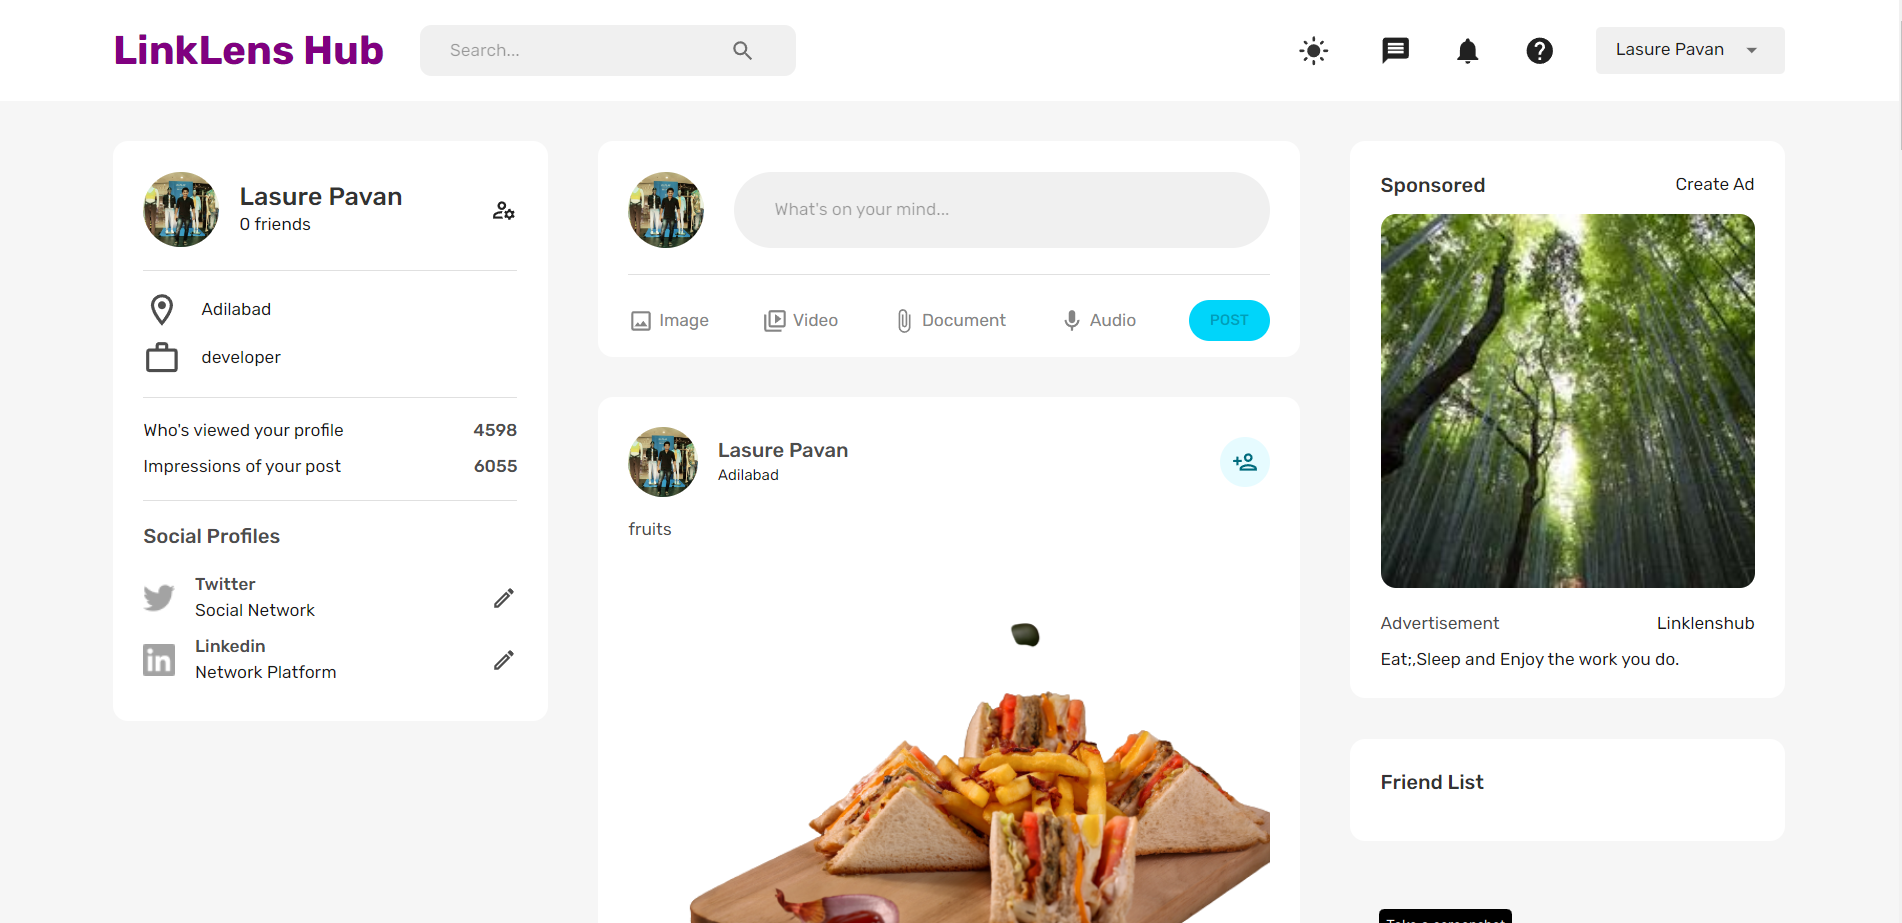 LinkLens Hub
Search...
Lasure Pavan
Lasure Pavan
0 friends
Adilabad
developer
Who's viewed your profile 4598
Impressions of your post 6055
Social Profiles
Twitter
Social Network
Linkedin
Network Platform
What's on your mind...
Image Video Document Audio POST
Lasure Pavan
Adilabad
fruits
Sponsored Create Ad
Advertisement Linklenshub
Eat;,Sleep and Enjoy the work you do.
Friend List
Take a screenshot